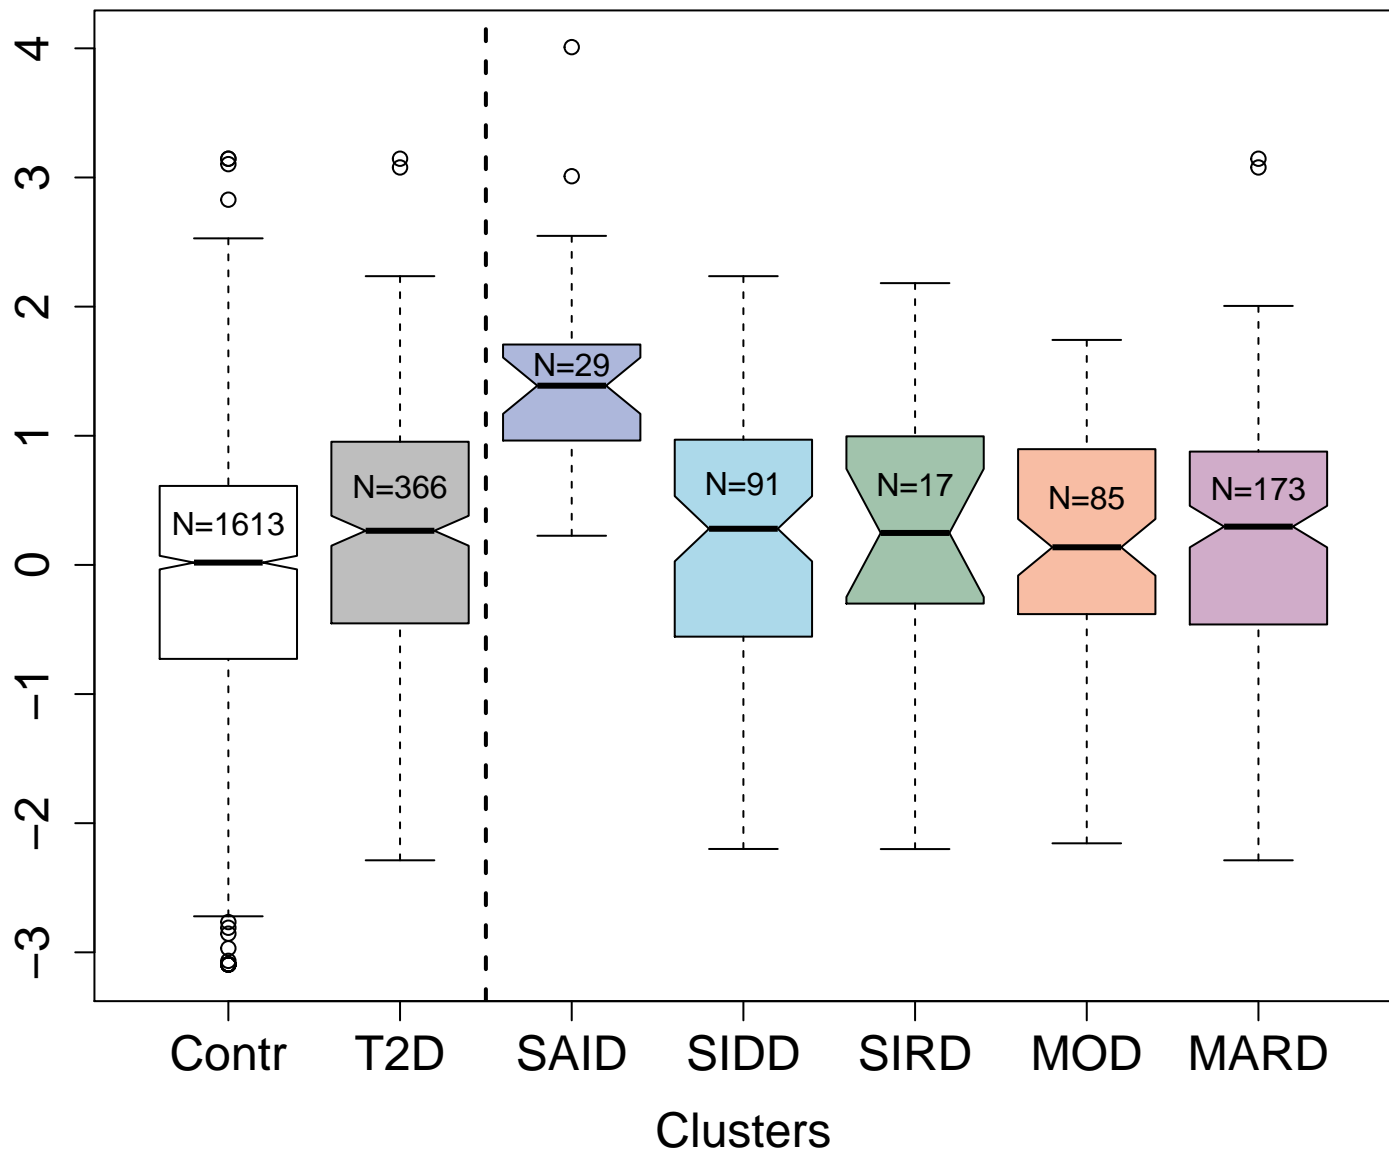 4
3
2
1
0
−1
−2
−3
N=1613
N=366
N=29
N=91
N=17
N=85
N=173
Contr T2D SAID SIDD SIRD MOD MARD
Clusters